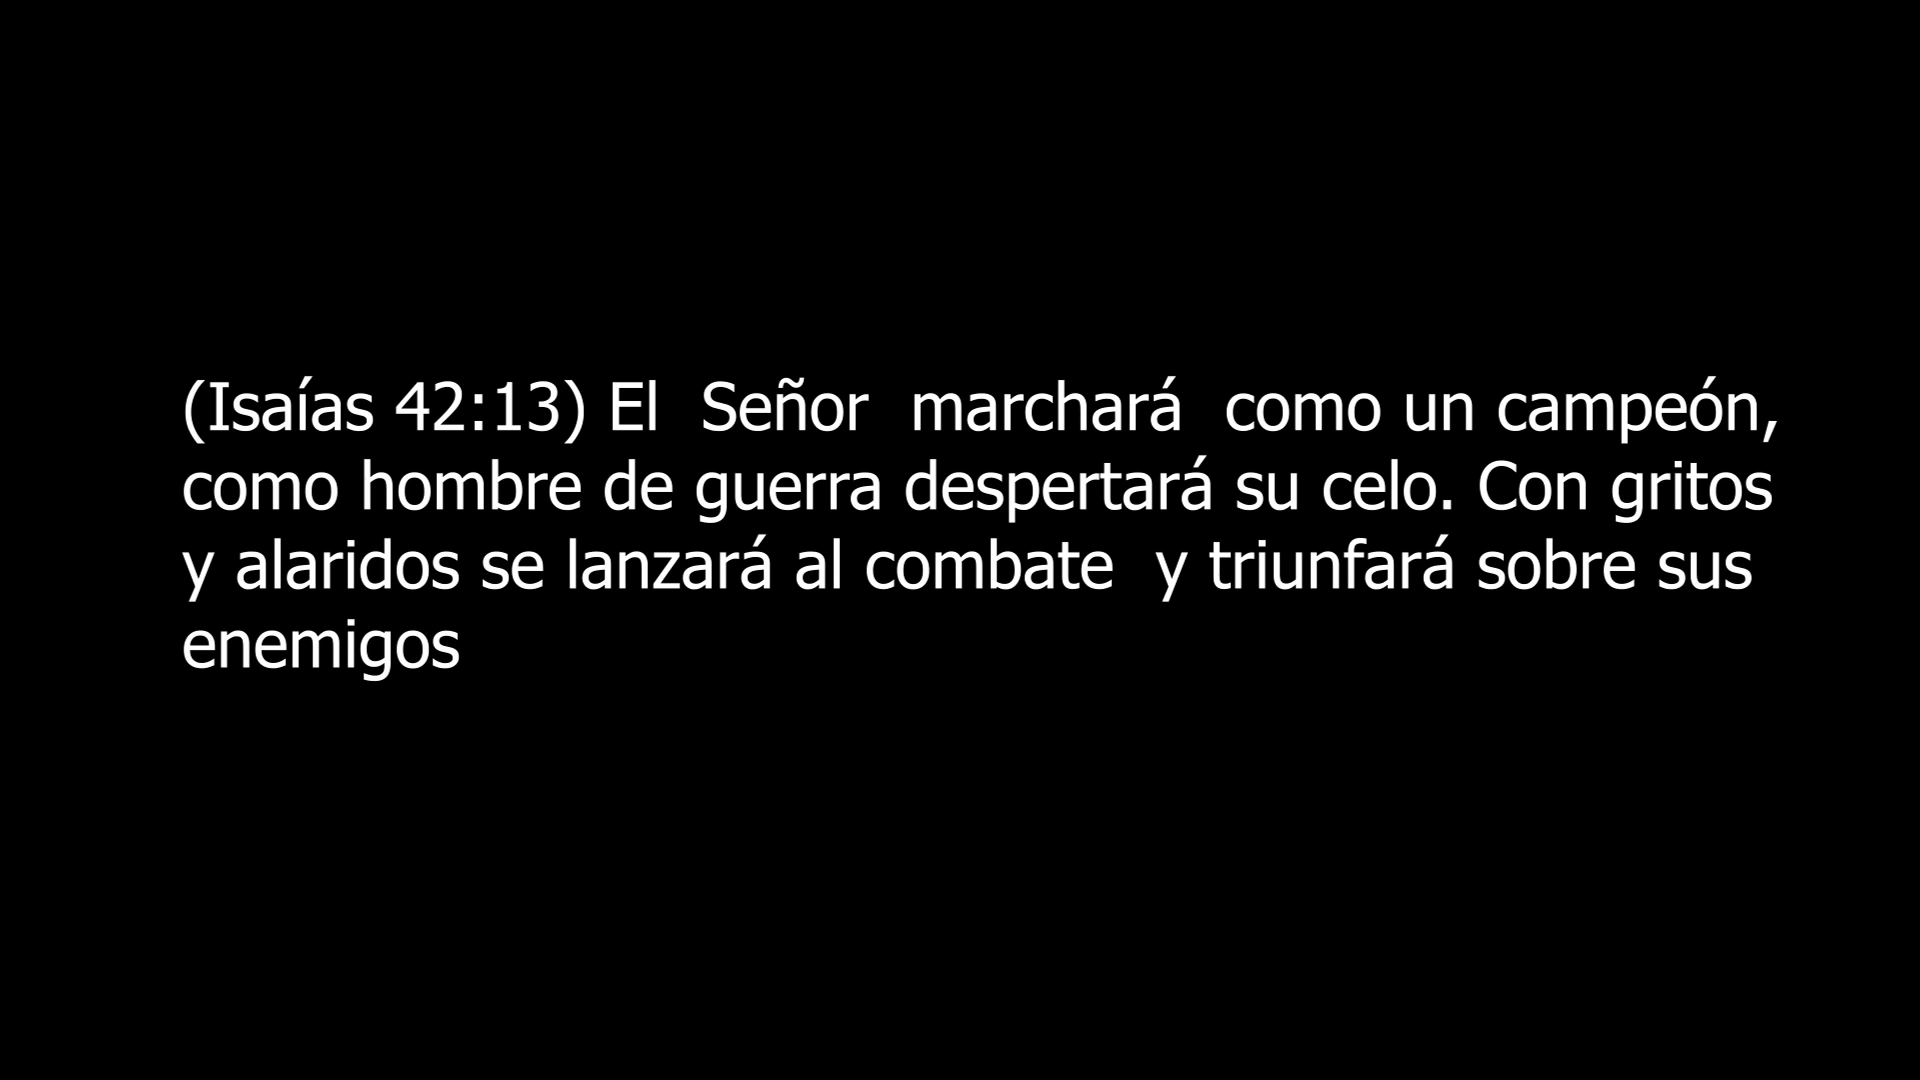 (Isaías 42:13) El  Señor  marchará  como un campeón,
como hombre de guerra despertará su celo. Con gritos
y alaridos se lanzará al combate  y triunfará sobre sus
enemigos